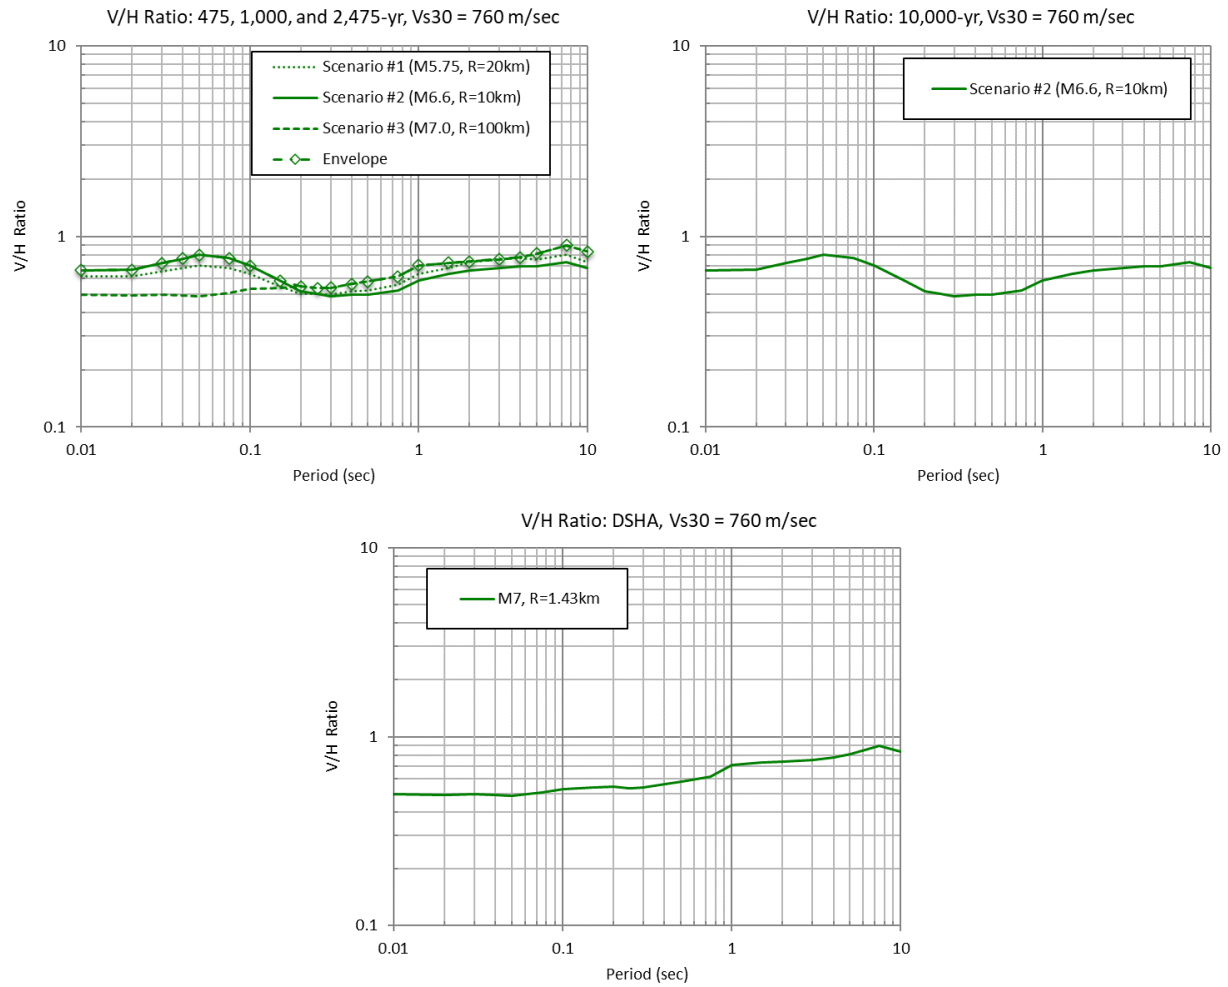 V/H Ratio: 475, 1,000, and 2,475-yr, Vs30 = 760 m/sec
10
Scenario #1 (M5.75, R=20km)
Scenario #2 (M6.6, R=10km)
Scenario #3 (M7.0, R=100km)
Envelope
V/H Ratio
1
0.1
0.01
0.1
1
10
Period (sec)
V/H Ratio: 10,000-yr, Vs30 = 760 m/sec
10
Scenario #2 (M6.6, R=10km)
V/H Ratio
1
0.1
0.01
0.1
1
10
Period (sec)
V/H Ratio: DSHA, Vs30 = 760 m/sec
10
M7, R=1.43km
V/H Ratio
1
0.1
0.01
0.1
1
10
Period (sec)